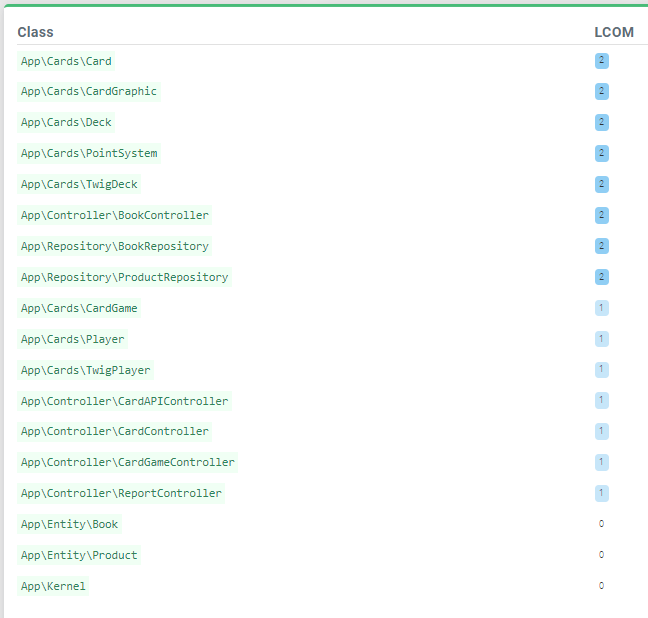 Class LCOM
App\Cards\Card 2
App\Cards\CardGraphic 2
App\Cards\Deck 2
App\Cards\PointSystem 2
App\Cards\TwigDeck 2
App\Controller\BookController 2
App\Repository\BookRepository 2
App\Repository\ProductRepository 2
App\Cards\CardGame 1
App\Cards\Player 1
App\Cards\TwigPlayer 1
App\Controller\CardAPIController 1
App\Controller\CardController 1
App\Controller\CardGameController 1
App\Controller\ReportController 1
App\Entity\Book 0
App\Entity\Product 0
App\Kernel 0